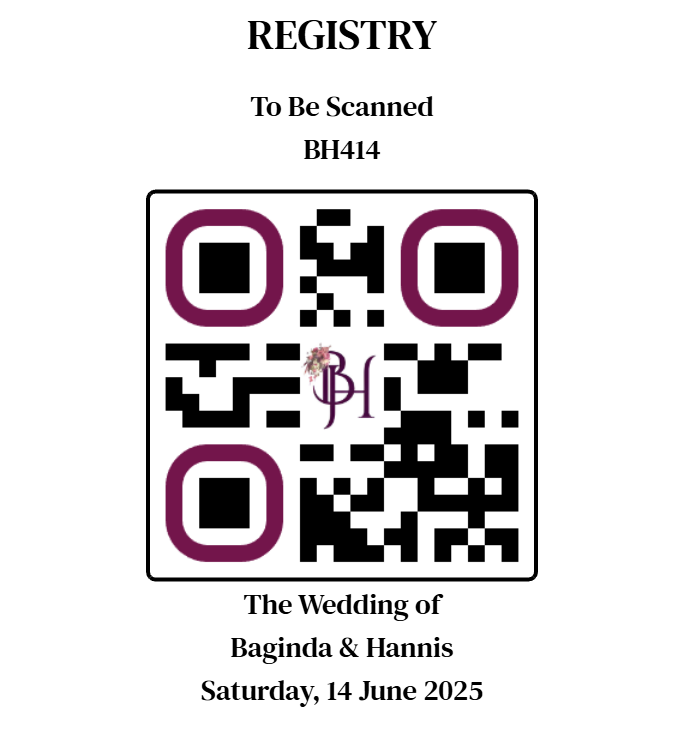 REGISTRY
To Be Scanned
BH414
BH
The Wedding of
Baginda & Hannis
Saturday, 14 June 2025